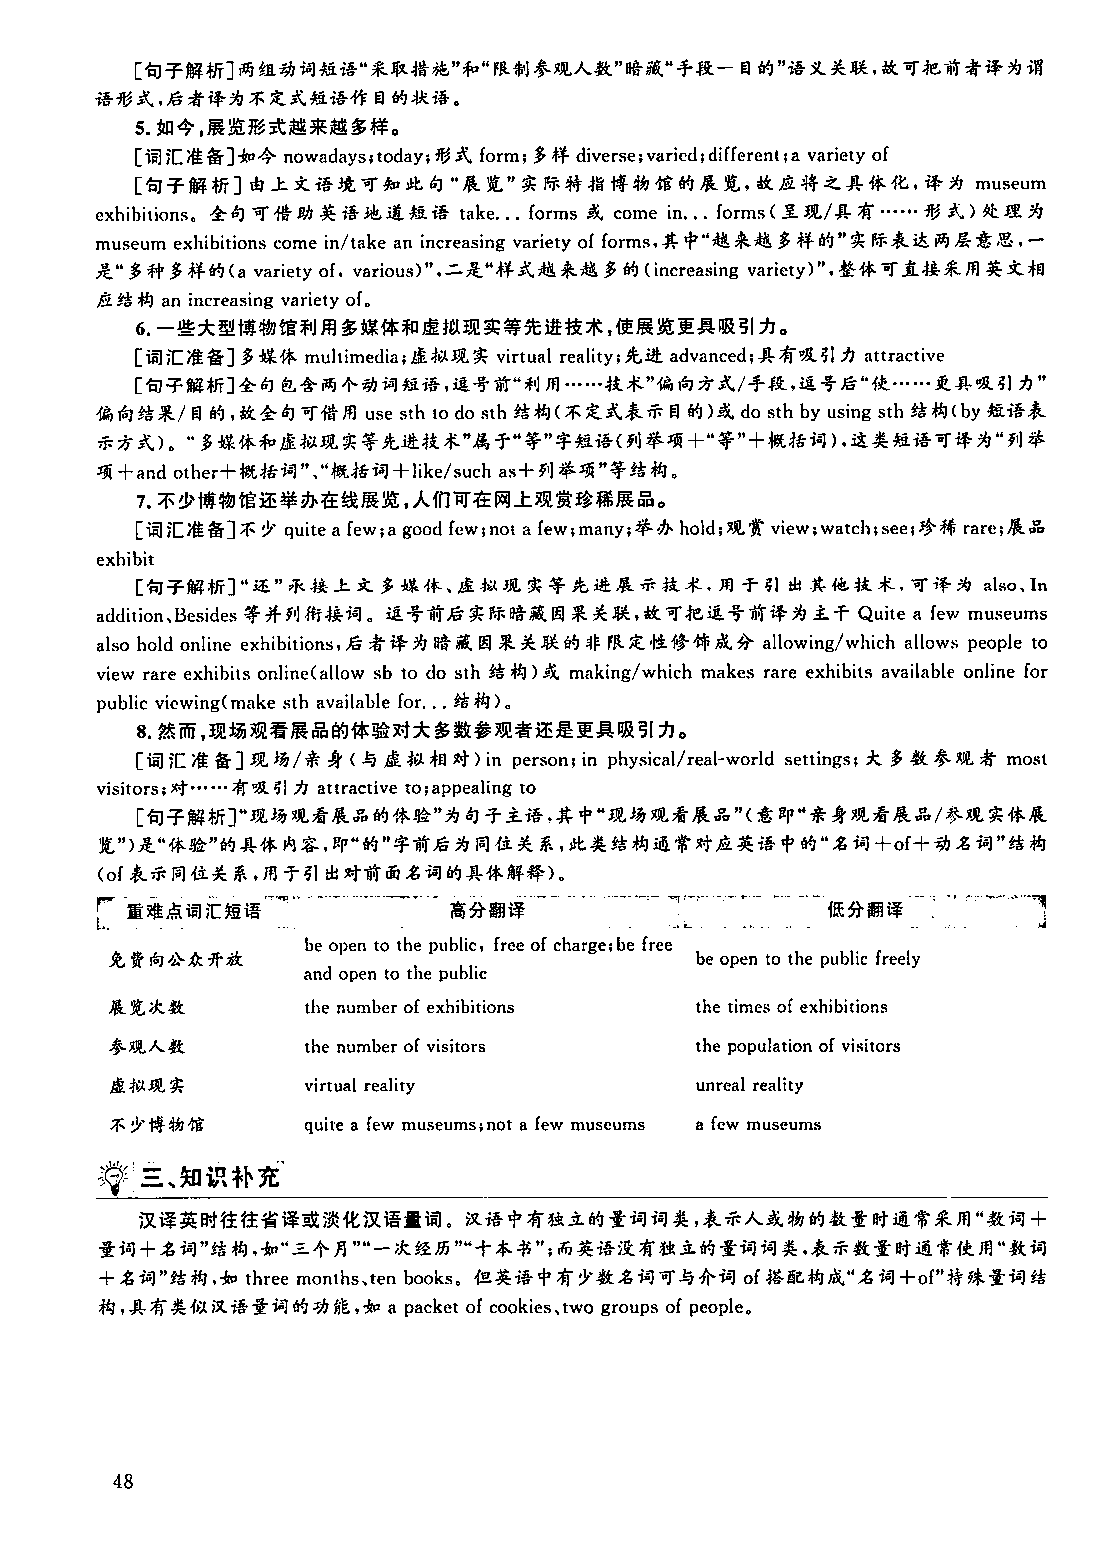 [句子解析]两组动词短语“采取措施”和“限制参观人数”暗藏“手段—目的”语义关联,故可把前者译为谓
语形式,后者译为不定式短语作目的状语。
5. 如今,展览形式越来越多样。
[词汇准备]如今 nowadays;today;形式 form;多样 diverse;varied;different;a variety of
[句子解析]由上文语境可知此句“展览”实际特指博物馆的展览,故应将之具体化,译为 museum
exhibitions。全句可借助英语地道短语 take... forms 或 come in... forms(呈现/具有……形式)处理为
museum exhibitions come in/take an increasing variety of forms,其中“越来越多样的”实际表达两层意思,一
是“多种多样的(a variety of, various)”,二是“样式越来越多的(increasing variety)”,整体可直接采用英文相
应结构 an increasing variety of。
6. 一些大型博物馆利用多媒体和虚拟现实等先进技术,使展览更具吸引力。
[词汇准备]多媒体 multimedia;虚拟现实 virtual reality;先进 advanced;具有吸引力 attractive
[句子解析]全句包含两个动词短语,逗号前“利用……技术”偏向方式/手段,逗号后“使……更具吸引力”
偏向结果/目的,故全句可借用 use sth to do sth 结构(不定式表示目的)或 do sth by using sth 结构(by 短语表
示方式)。“多媒体和虚拟现实等先进技术”属于“等”字短语(列举项+“等”+概括词),这类短语可译为“列举
项+and other+概括词”、“概括词+like/such as+列举项”等结构。
7. 不少博物馆还举办在线展览,人们可在网上观赏珍稀展品。
[词汇准备]不少 quite a few;a good few;not a few;many;举办 hold;观赏 view;watch;see;珍稀 rare;展品
exhibit
[句子解析]“还”承接上文多媒体、虚拟现实等先进展示技术,用于引出其他技术,可译为 also、In
addition、Besides 等并列衔接词。逗号前后实际暗藏因果关联,故可把逗号前译为主干 Quite a few museums
also hold online exhibitions,后者译为暗藏因果关联的非限定性修饰成分 allowing/which allows people to
view rare exhibits online(allow sb to do sth 结构)或 making/which makes rare exhibits available online for
public viewing(make sth available for... 结构)。
8. 然而,现场观看展品的体验对大多数参观者还是更具吸引力。
[词汇准备]现场/亲身(与虚拟相对)in person;in physical/real-world settings;大多数参观者 most
visitors;对……有吸引力 attractive to;appealing to
[句子解析]“现场观看展品的体验”为句子主语,其中“现场观看展品”(意即“亲身观看展品/参观实体展
览”)是“体验”的具体内容,即“的”字前后为同位关系,此类结构通常对应英语中的“名词+of+动名词”结构
(of 表示同位关系,用于引出对前面名词的具体解释)。
重难点词汇短语 高分翻译 低分翻译
免费向公众开放 be open to the public, free of charge;be free
and open to the public be open to the public freely
展览次数 the number of exhibitions the times of exhibitions
参观人数 the number of visitors the population of visitors
虚拟现实 virtual reality unreal reality
不少博物馆 quite a few museums;not a few museums a few museums
三、知识补充
汉译英时往往省译或淡化汉语量词。汉语中有独立的量词词类,表示人或物的数量时通常采用“数词+
量词+名词”结构,如“三个月”“一次经历”“十本书”;而英语没有独立的量词词类,表示数量时通常使用“数词
+名词”结构,如 three months、ten books。但英语中有少数名词可与介词 of 搭配构成“名词+of”特殊量词结
构,具有类似汉语量词的功能,如 a packet of cookies、two groups of people。
48